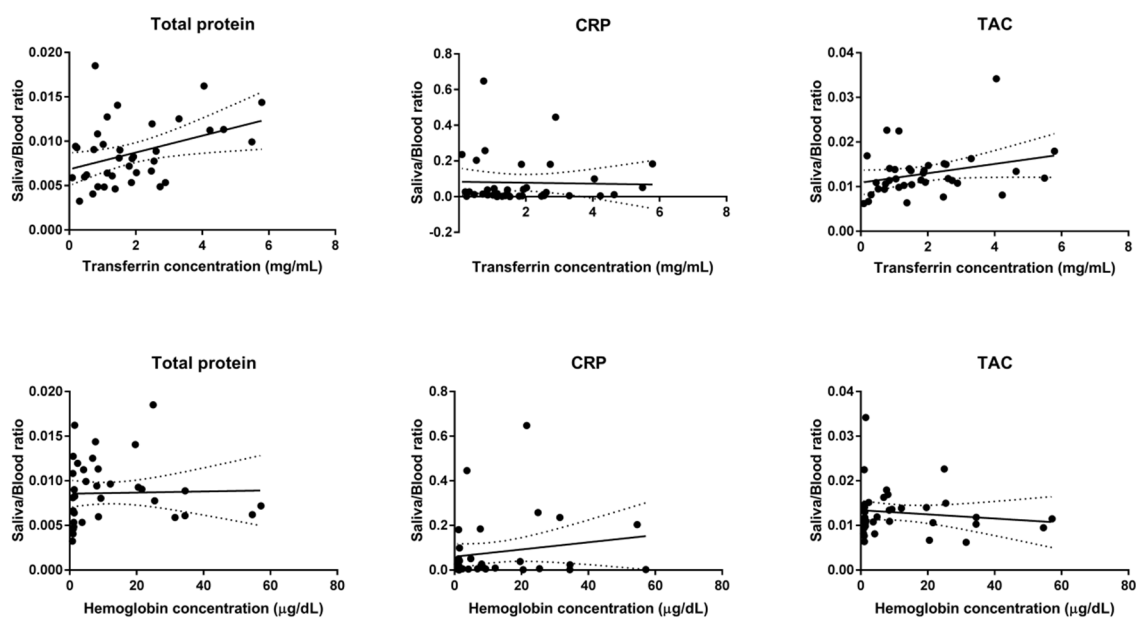 Total protein
Saliva/Blood ratio
0.020
0.015
0.010
0.005
0.000
0 2 4 6 8
Transferrin concentration (mg/mL)
CRP
Saliva/Blood ratio
0.8
0.6
0.4
0.2
0.0
-0.2
2 4 6 8
Transferrin concentration (mg/mL)
TAC
Saliva/Blood ratio
0.04
0.03
0.02
0.01
0.00
0 2 4 6 8
Transferrin concentration (mg/mL)
Total protein
Saliva/Blood ratio
0.020
0.015
0.010
0.005
0.000
0 20 40 60 80
Hemoglobin concentration (µg/dL)
CRP
Saliva/Blood ratio
0.8
0.6
0.4
0.2
0.0
0 20 40 60 80
Hemoglobin concentration (µg/dL)
TAC
Saliva/Blood ratio
0.04
0.03
0.02
0.01
0.00
0 20 40 60 80
Hemoglobin concentration (µg/dL)